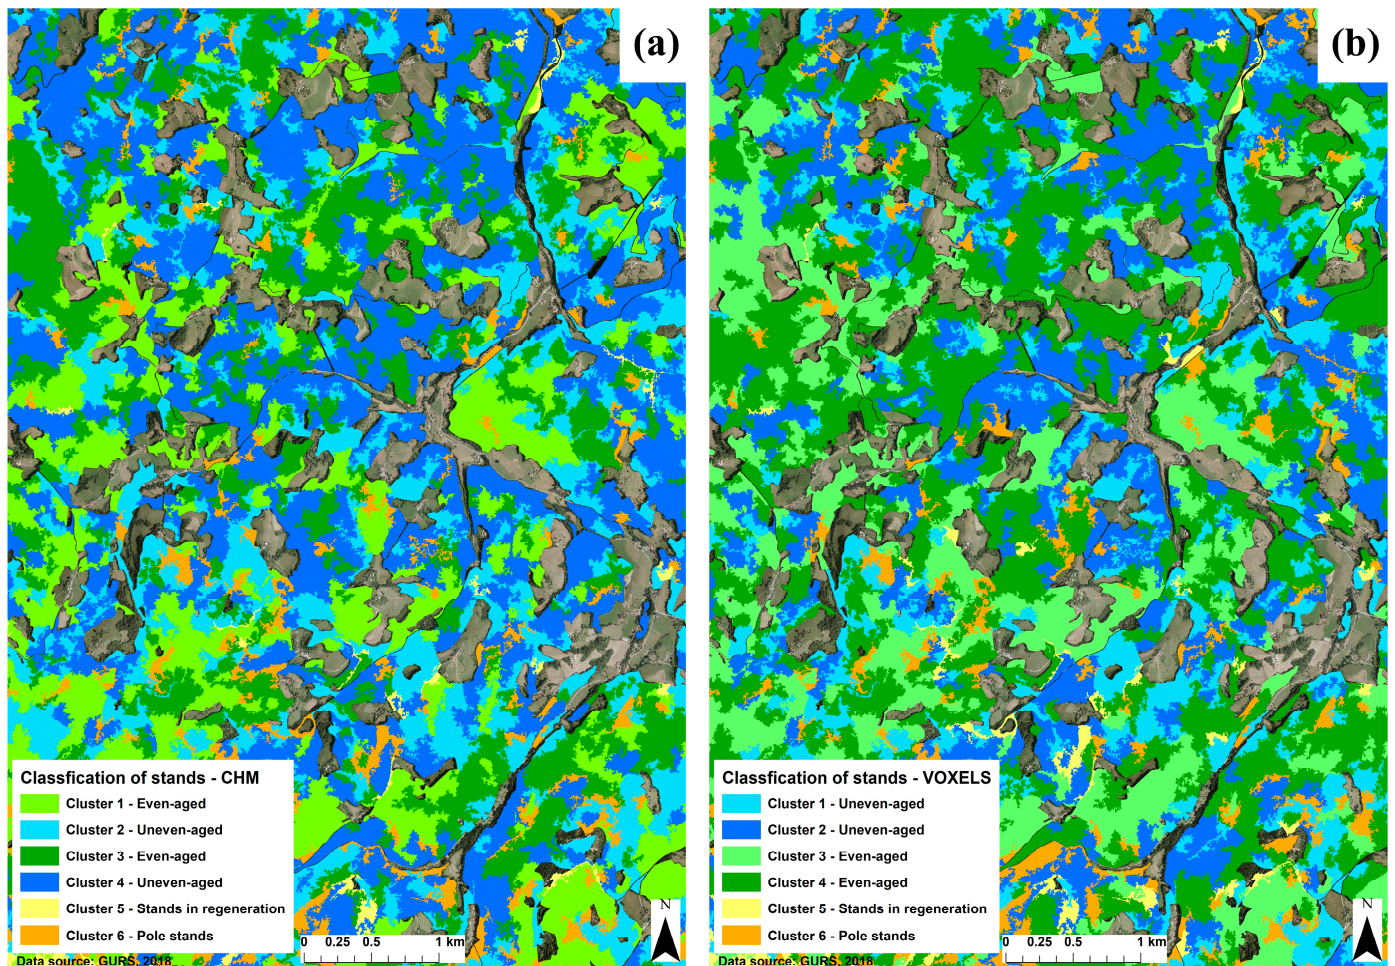 (a)
Classfication of stands - CHM
Cluster 1 - Even-aged
Cluster 2 - Uneven-aged
Cluster 3 - Even-aged
Cluster 4 - Uneven-aged
Cluster 5 - Stands in regeneration
Cluster 6 - Pole stands
0 0.25 0.5 1 km
N
Data source: GURS, 2018
(b)
Classfication of stands - VOXELS
Cluster 1 - Uneven-aged
Cluster 2 - Uneven-aged
Cluster 3 - Even-aged
Cluster 4 - Even-aged
Cluster 5 - Stands in regeneration
Cluster 6 - Pole stands
0 0.25 0.5 1 km
N
Data source: GURS, 2018